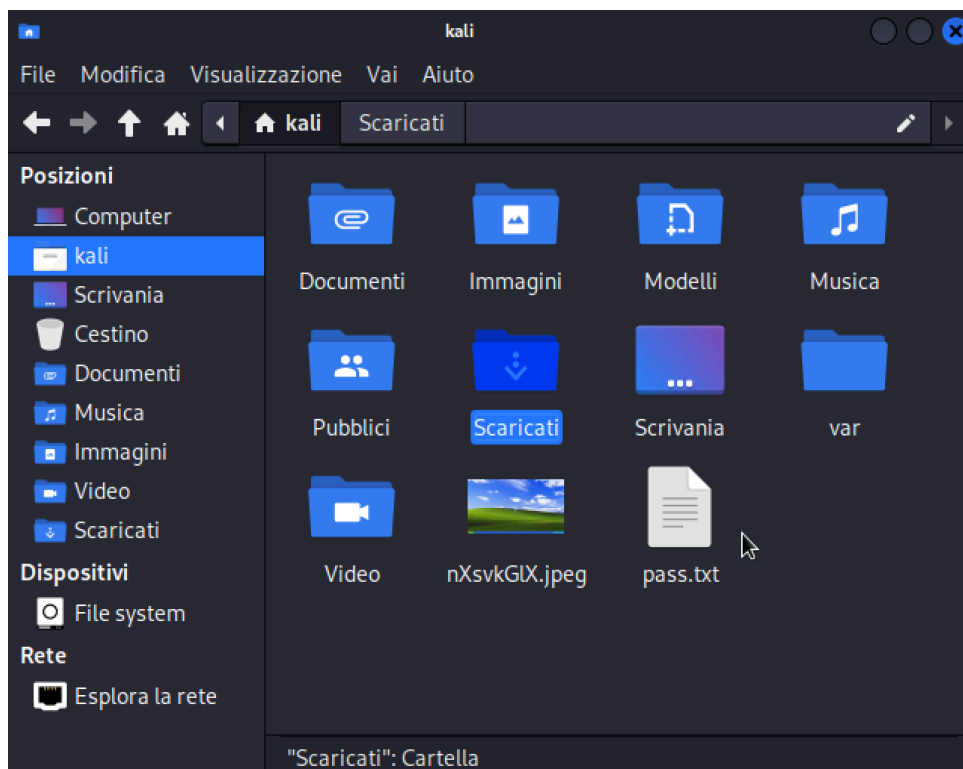 kali
File Modifica Visualizzazione Vai Aiuto
kali Scaricati
Posizioni
Computer
kali
Scrivania
Cestino
Documenti
Musica
Immagini
Video
Scaricati
Dispositivi
File system
Rete
Esplora la rete
Documenti Immagini Modelli Musica
Pubblici Scaricati Scrivania var
Video nXsvkGlX.jpeg pass.txt
"Scaricati": Cartella